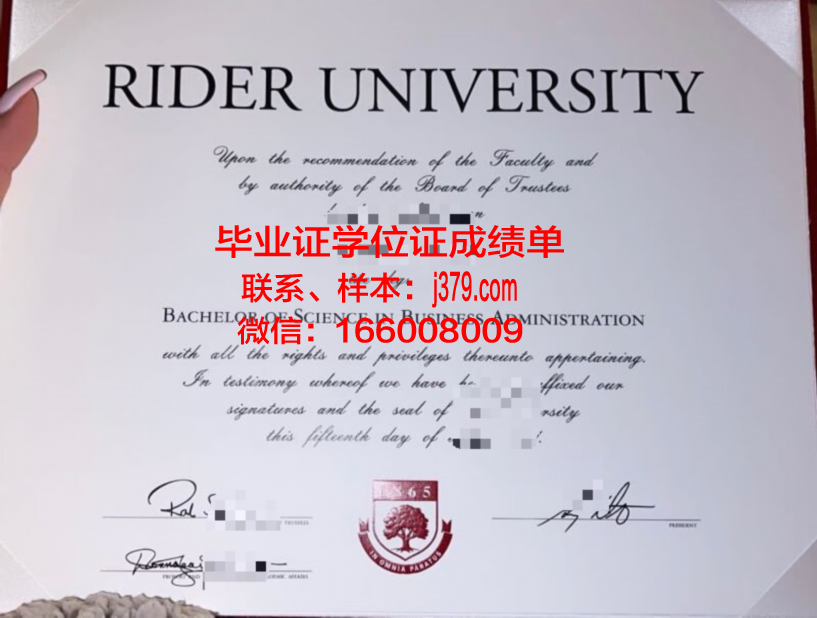 RIDER UNIVERSITY
Upon the recommendation of the Faculty and
by authority of the Board of Trustees
毕业证学位证成绩单
联系、样本：j379.com
BACHELOR OF SCIENCE IN BUSINESS ADMINISTRATION
微信：166008009
with all the rights and privileges thereunto appertaining.
In testimony whereof we have
our
signatures and the seal of
this fifteenth day of
1865
IN OMNIA PARATUS
TRUSTEES
PRESIDENT